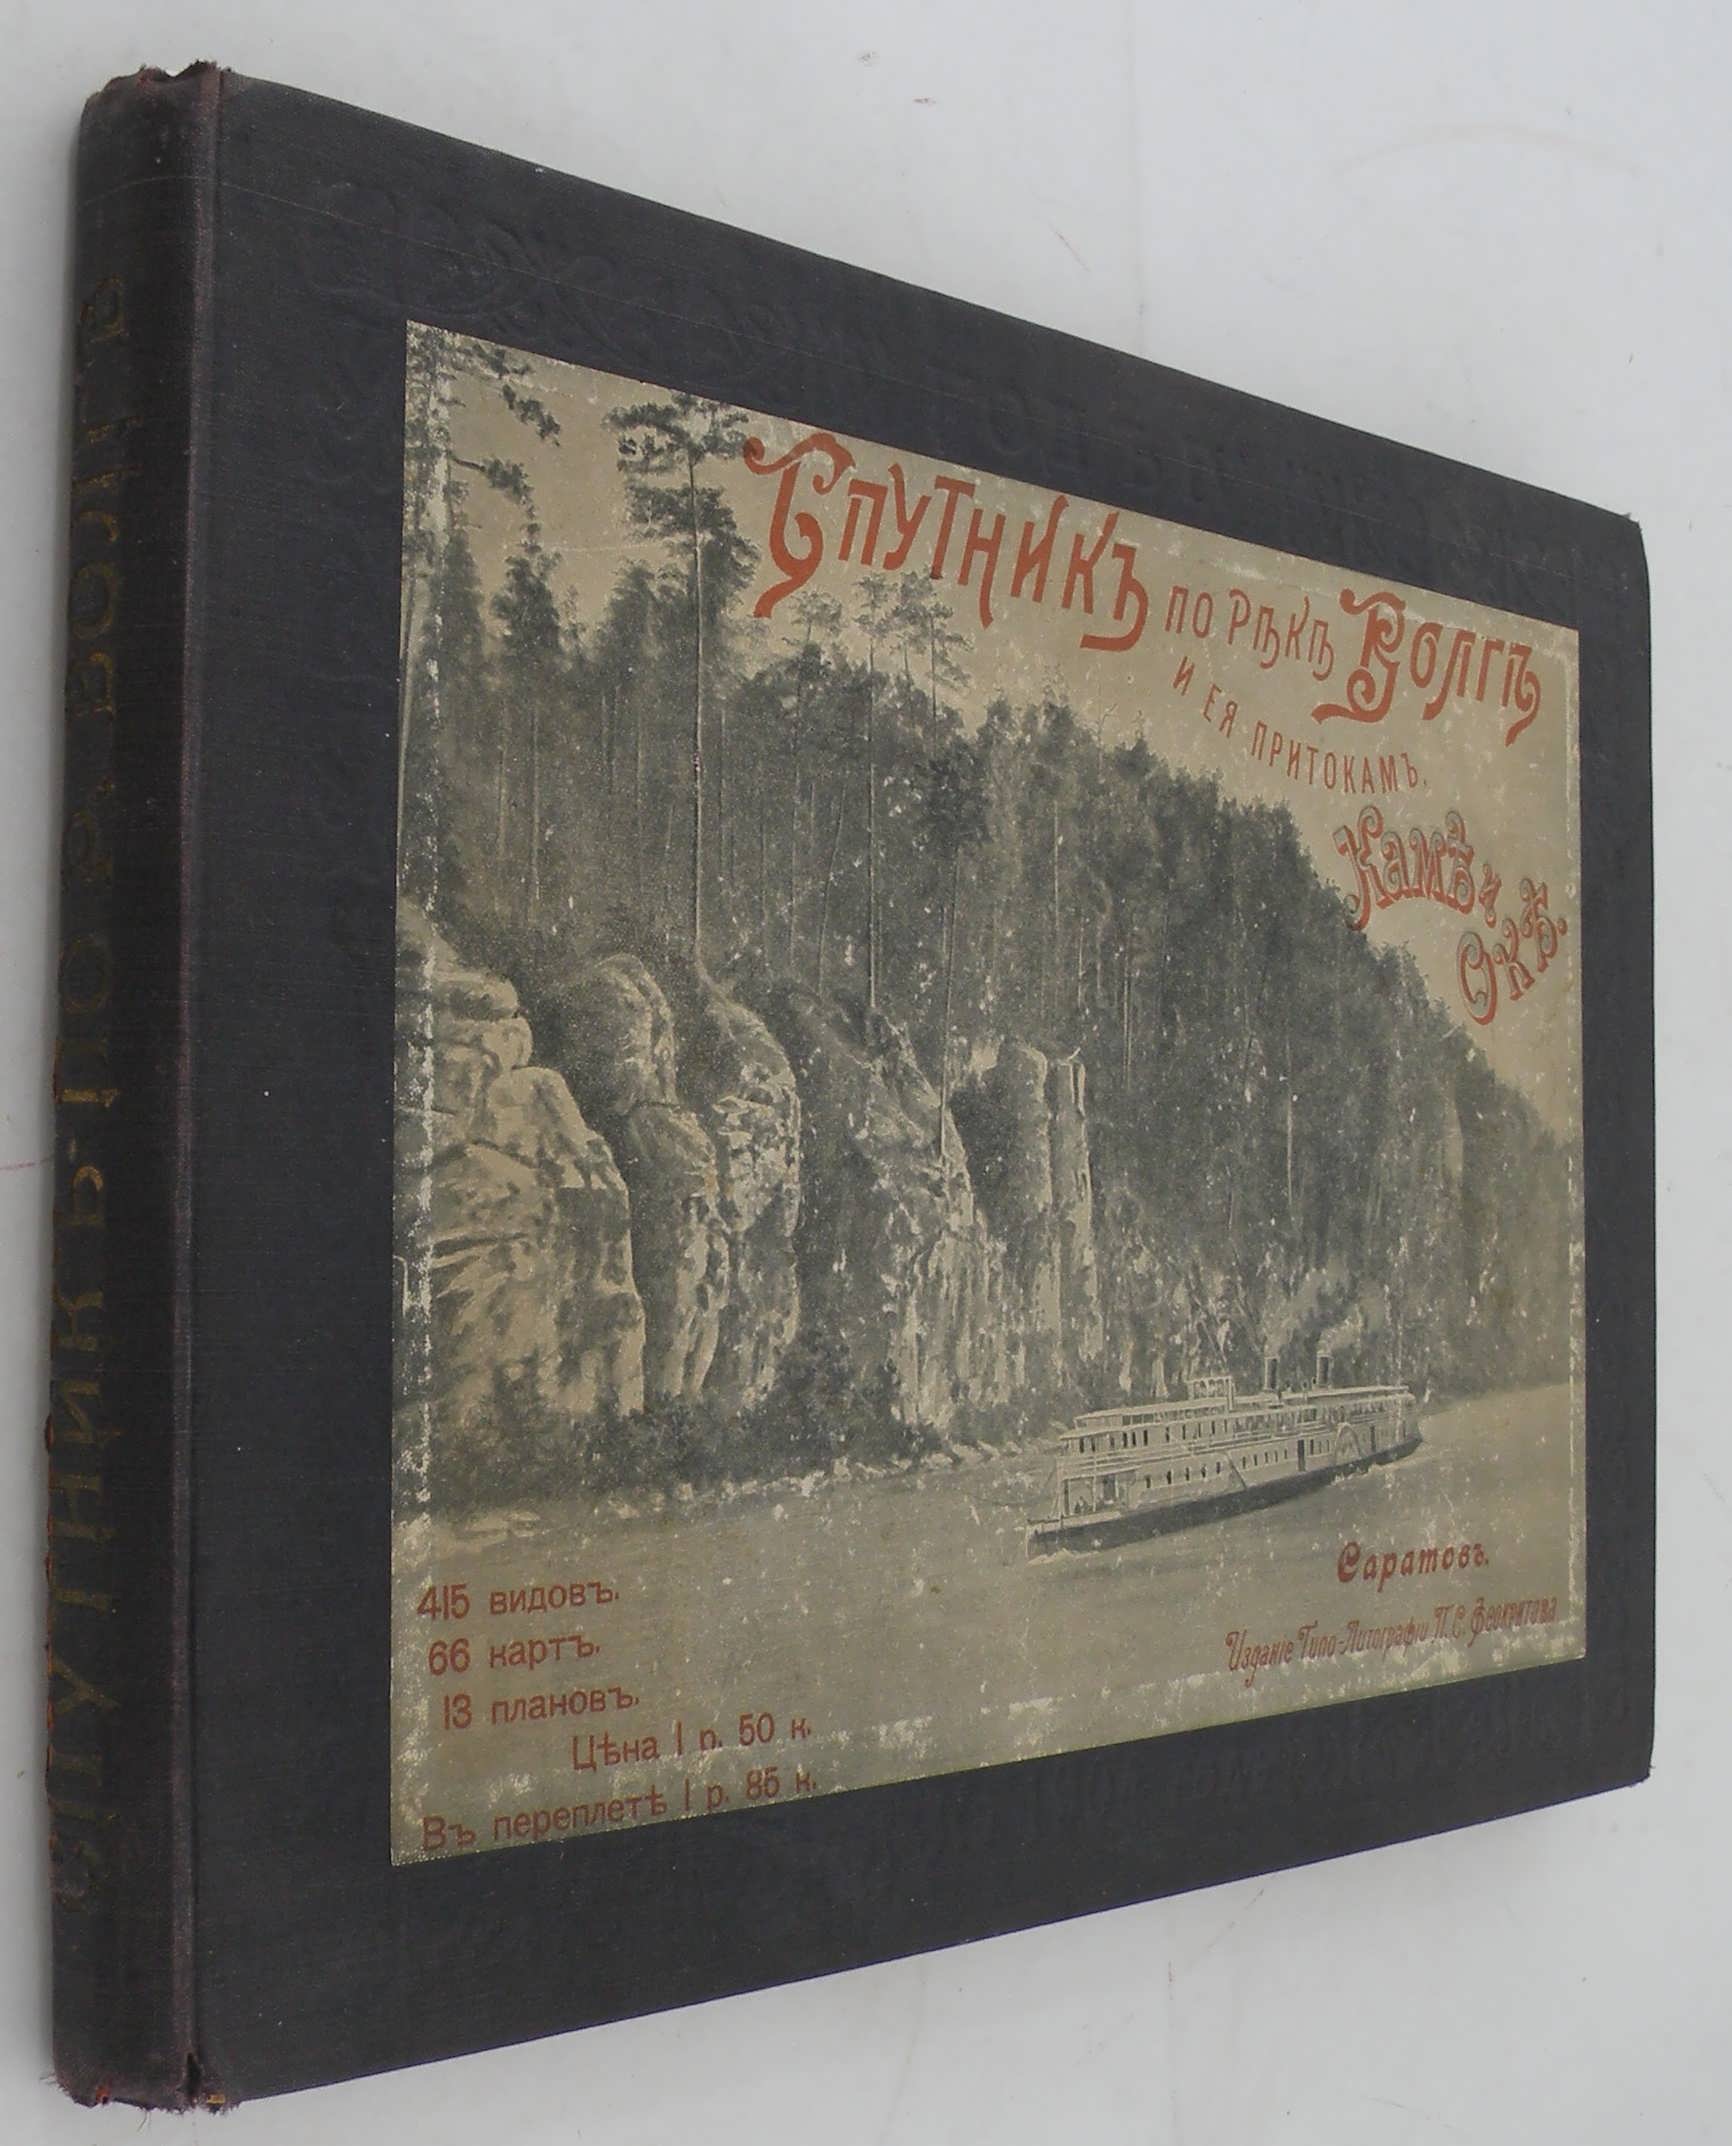 Спутникъ по рѣкѣ Волгѣ
и ея притокамъ.
Камѣ и
Окѣ.
415 видовъ.
66 картъ.
13 плановъ.
Цѣна 1 р. 50 к.
Въ переплетѣ 1 р. 85 к.
Саратовъ.
Изданіе Типо-Литографіи П. С. Ѳеокритова
СПУТНИКЪ ПО Р. ВОЛГѢ